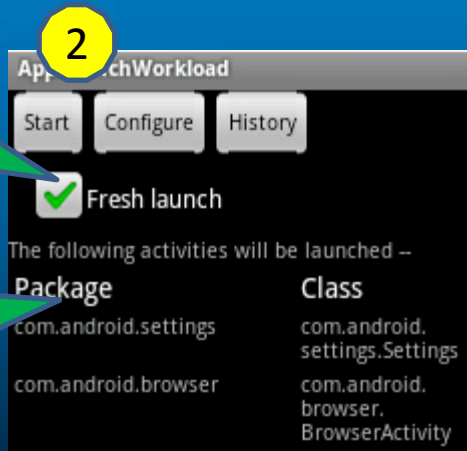 2
App chWorkload
Start Configure History
Fresh launch
The following activities will be launched --
Package Class
com.android.settings com.android.
settings.Settings
com.android.browser com.android.
browser.
BrowserActivity